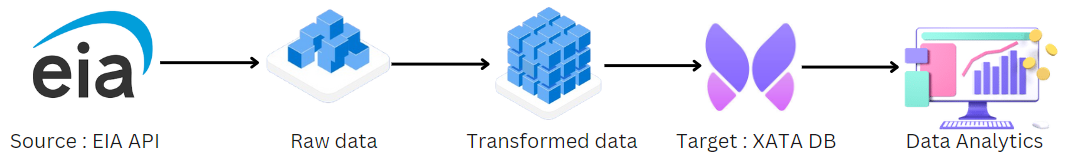 eia
Source : EIA API
Raw data
Transformed data
Target : XATA DB
Data Analytics